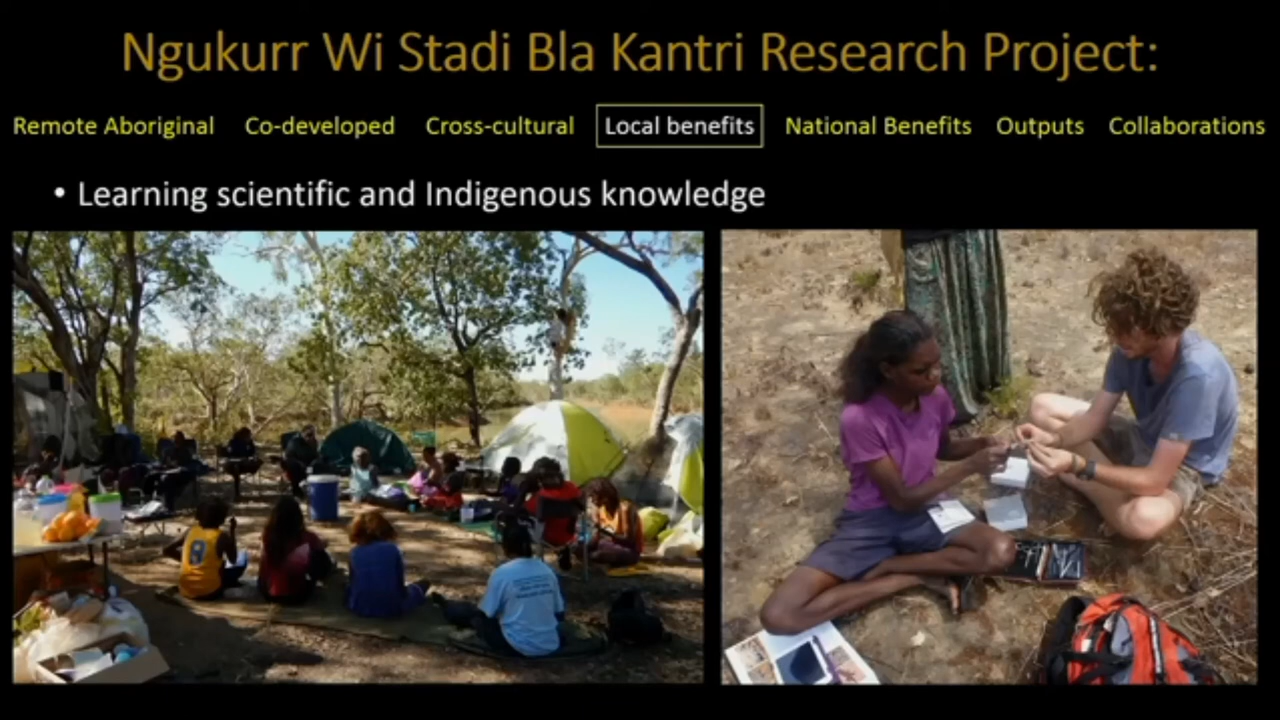 Ngukurr Wi Stadi Bla Kantri Research Project:
Remote Aboriginal Co-developed Cross-cultural Local benefits National Benefits Outputs Collaborations
• Learning scientific and Indigenous knowledge